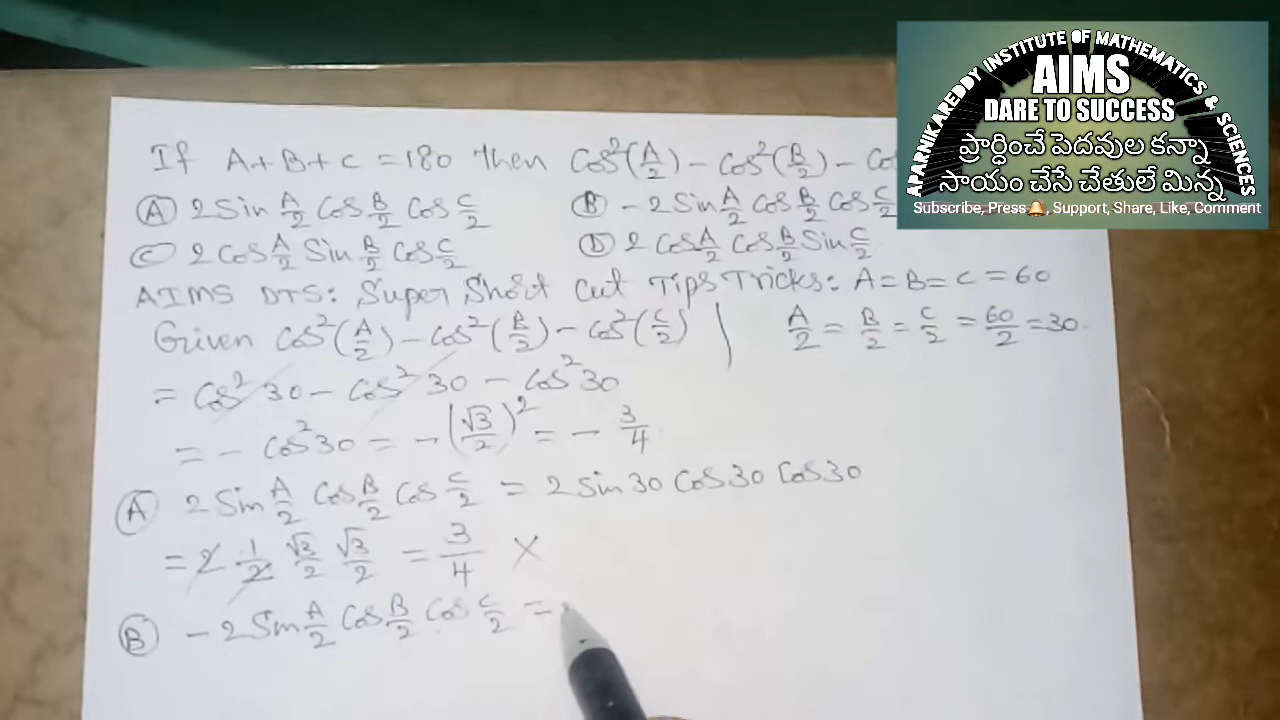 APARNIKAREDDY INSTITUTE OF MATHEMATICS & SCIENCES
AIMS
DARE TO SUCCESS
ప్రార్ధించే పెదవుల కన్నా
సాయం చేసే చేతులే మిన్న
Subscribe, Press🔔, Support, Share, Like, Comment
If A+B+C = 180 then Cos²(A/2) - Cos²(B/2) - Cos
(A) 2 Sin A/2 Cos B/2 Cos C/2 (B) -2 Sin A/2 Cos B/2 Cos C/2
(C) 2 Cos A/2 Sin B/2 Cos C/2 (D) 2 Cos A/2 Cos B/2 Sin C/2
AIMS DTS: Super Short Cut Tips Tricks: A = B = C = 60
Given Cos²(A/2) - Cos²(B/2) - Cos²(C/2) | A/2 = B/2 = C/2 = 60/2 = 30
= Cos² 30 - Cos² 30 - Cos² 30
= - Cos² 30 = - (√3/2)² = - 3/4
(A) 2 Sin A/2 Cos B/2 Cos C/2 = 2 Sin 30 Cos 30 Cos 30
= 2 1/2 √3/2 √3/2 = 3/4 ×
(B) - 2 Sin A/2 Cos B/2 Cos C/2 =